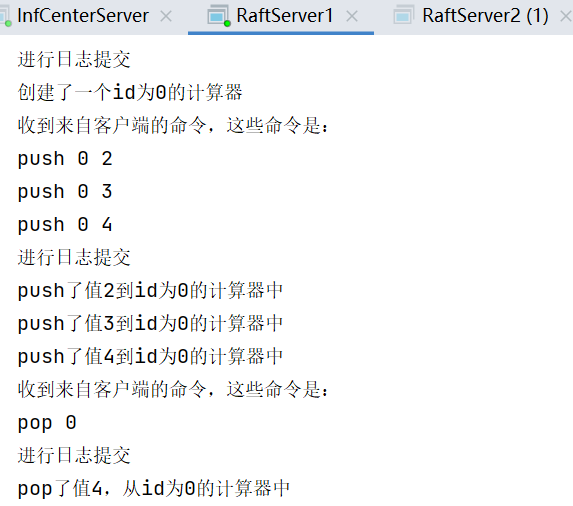 InfCenterServer RaftServer1 RaftServer2 (1)
进行日志提交
创建了一个id为0的计算器
收到来自客户端的命令，这些命令是：
push 0 2
push 0 3
push 0 4
进行日志提交
push了值2到id为0的计算器中
push了值3到id为0的计算器中
push了值4到id为0的计算器中
收到来自客户端的命令，这些命令是：
pop 0
进行日志提交
pop了值4，从id为0的计算器中